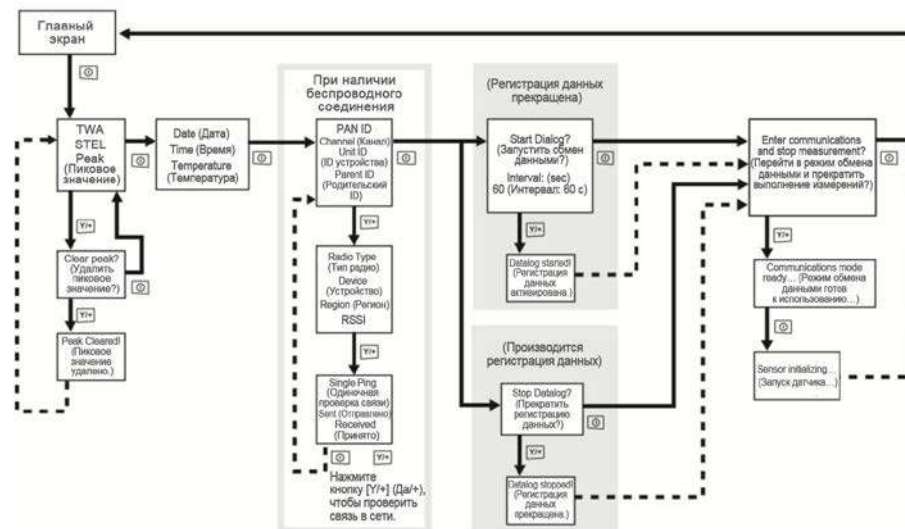 Главный
экран
TWA
STEL
Peak
(Пиковое
значение)
Y/+
Clear peak?
(Удалить
пиковое
значение?)
Y/+
Peak Cleared!
(Пиковое
значение
удалено.)
Date (Дата)
Time (Время)
Temperature
(Температура)
При наличии
беспроводного
соединения
PAN ID
Channel (Канал)
Unit ID
(ID устройства)
Parent ID
(Родительский
ID)
Y/+
Radio Type
(Тип радио)
Device
(Устройство)
Region (Регион)
RSSI
Y/+
Single Ping
(Одиночная
проверка связи)
Sent (Отправлено)
Received
(Принято)
Y/+
Нажмите
кнопку [Y/+] (Да/+),
чтобы проверить
связь в сети.
(Регистрация данных
прекращена)
Start Dialog?
(Запустить обмен
данными?)
Interval: (sec)
60 (Интервал: 60 с)
Y/+
Datalog started!
(Регистрация
данных
активирована.)
(Производится
регистрация данных)
Stop Datalog?
(Прекратить
регистрацию
данных?)
Y/+
Datalog stopped!
(Регистрация
данных
прекращена.)
Enter communications
and stop measurement?
(Перейти в режим обмена
данными и прекратить
выполнение измерений?)
Y/+
Communications mode
ready... (Режим обмена
данными готов
к использованию...)
Sensor initializing...
(Запуск датчика...)